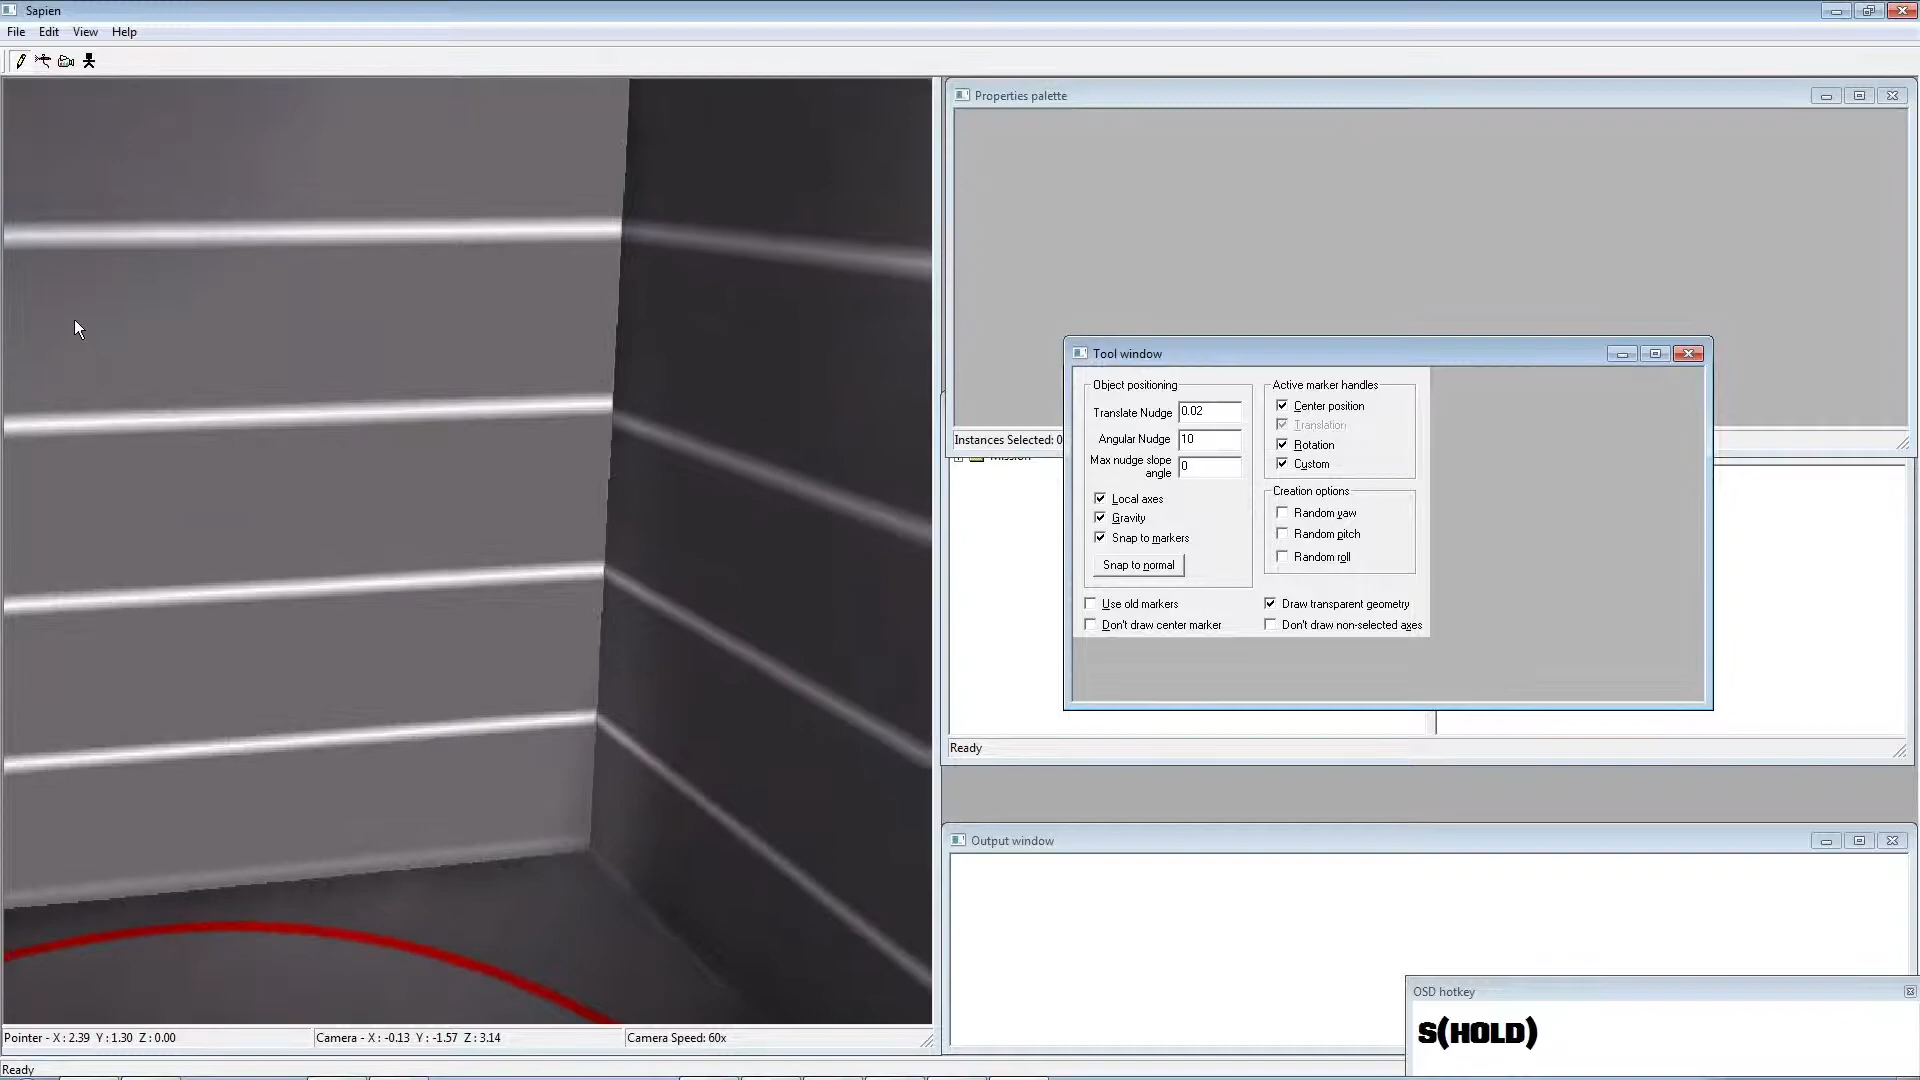 Sapien
File Edit View Help
Properties palette
Instances Selected: 0
Tool window
Object positioning
Translate Nudge 0.02
Angular Nudge 10
Max nudge slope
angle 0
Local axes
Gravity
Snap to markers
Snap to normal
Use old markers
Don't draw center marker
Active marker handles
Center position
Translation
Rotation
Custom
Creation options
Random yaw
Random pitch
Random roll
Draw transparent geometry
Don't draw non-selected axes
Ready
Output window
OSD hotkey
S(HOLD)
Pointer - X : 2.39 Y : 1.30 Z : 0.00
Camera - X : -0.13 Y : -1.57 Z : 3.14
Camera Speed: 60x
Ready